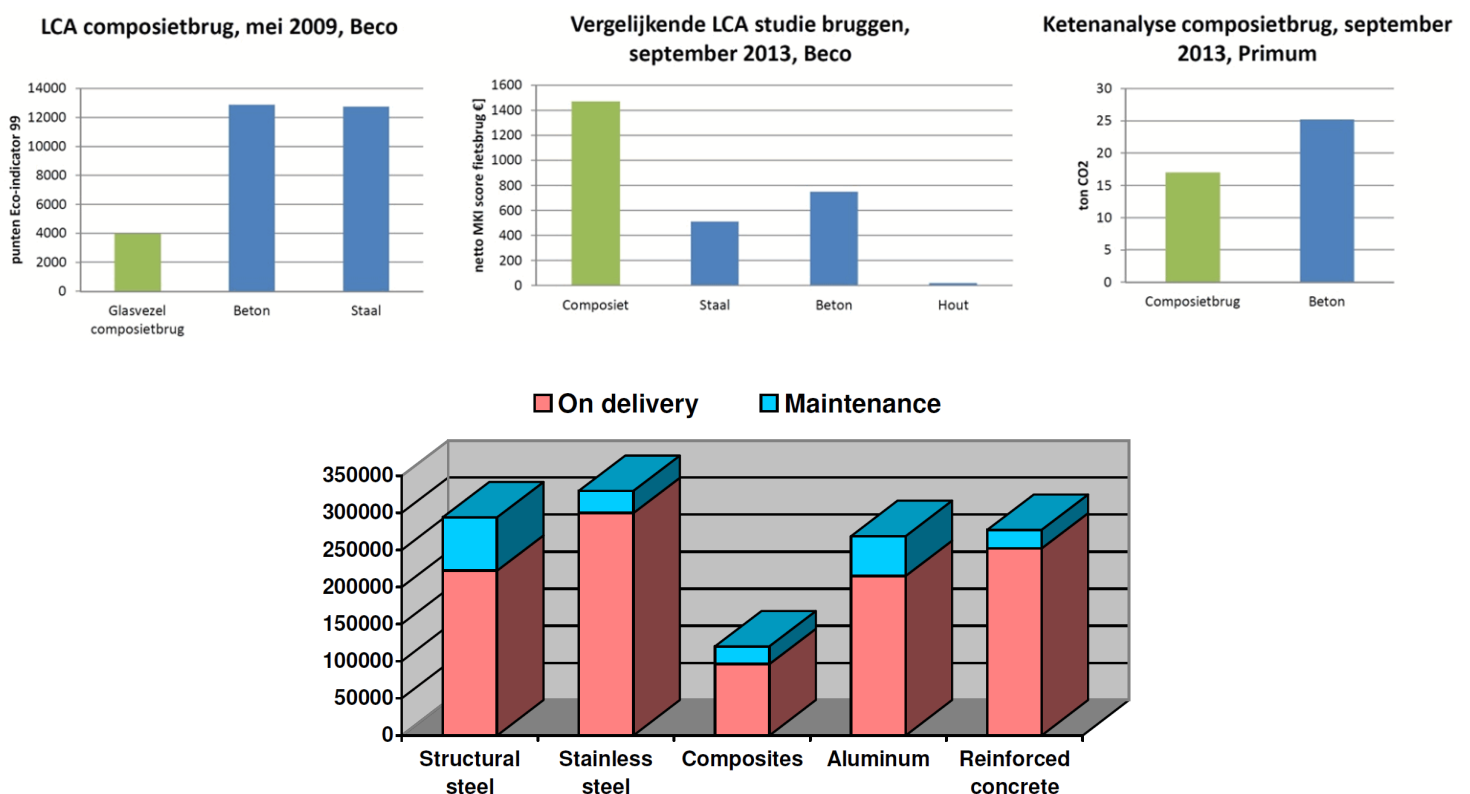 LCA composietbrug, mei 2009, Beco
punten Eco-indicator 99
14000
12000
10000
8000
6000
4000
2000
0
Glasvezel
composietbrug
Beton
Staal
Vergelijkende LCA studie bruggen,
september 2013, Beco
netto MKI score fietsbrug €]
1600
1400
1200
1000
800
600
400
200
0
Composiet
Staal
Beton
Hout
Ketenanalyse composietbrug, september
2013, Primum
ton CO2
30
25
20
15
10
5
0
Composietbrug
Beton
On delivery
Maintenance
350000
300000
250000
200000
150000
100000
50000
0
Structural
steel
Stainless
steel
Composites
Aluminum
Reinforced
concrete